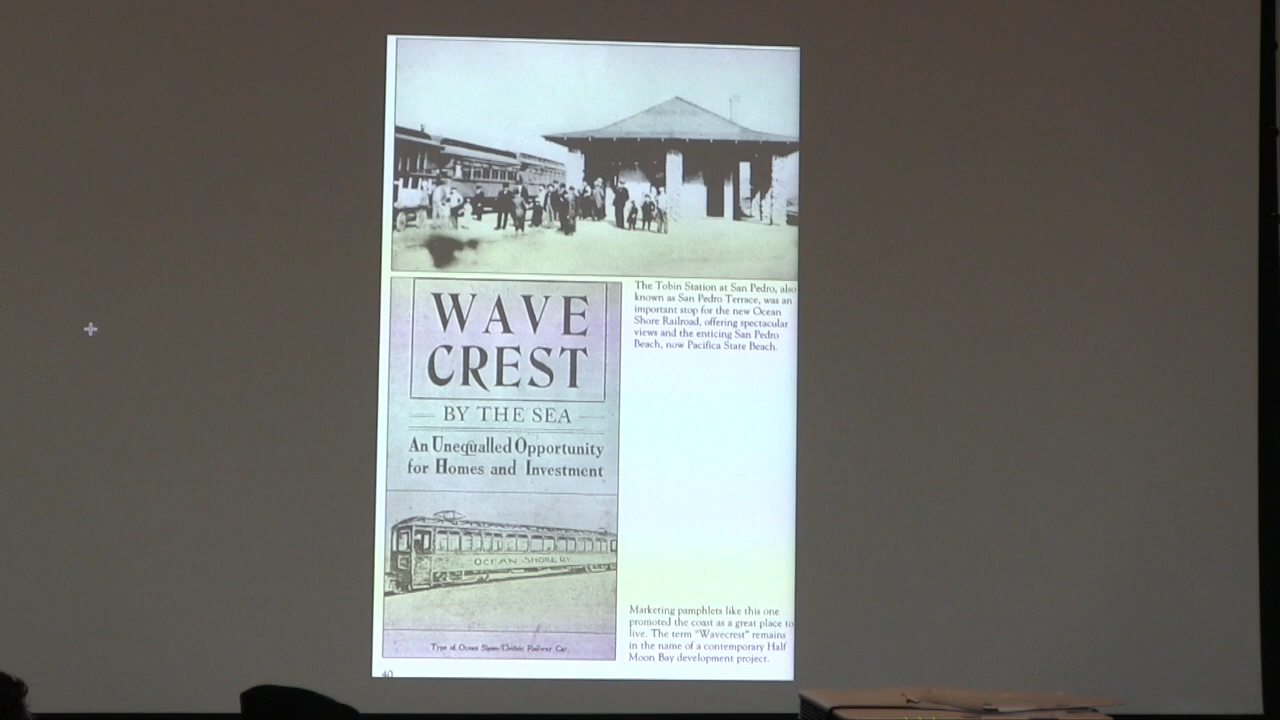 The Tobin Station at San Pedro, also
known as San Pedro Terrace, was an
important stop for the new Ocean
Shore Railroad, offering spectacular
views and the enticing San Pedro
Beach, now Pacifica State Beach.
WAVE
CREST
BY THE SEA
An Unequalled Opportunity
for Homes and Investment
OCEAN SHORE RY
Type of Ocean Shore Electric Railway Car.
Marketing pamphlets like this one
promoted the coast as a great place to
live. The term "Wavecrest" remains
in the name of a contemporary Half
Moon Bay development project.
40